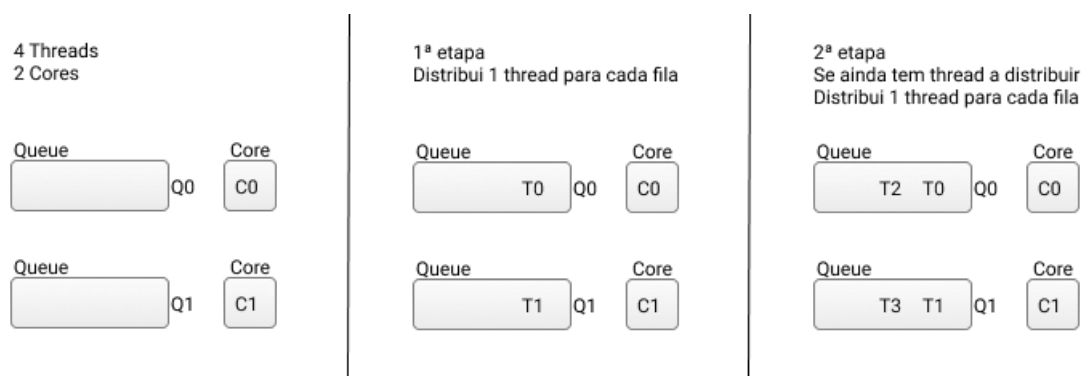 4 Threads
2 Cores
Queue
Core
Q0
C0
Queue
Core
Q1
C1
1ª etapa
Distribui 1 thread para cada fila
Queue
Core
T0
Q0
C0
Queue
Core
T1
Q1
C1
2ª etapa
Se ainda tem thread a distribuir
Distribui 1 thread para cada fila
Queue
Core
T2 T0
Q0
C0
Queue
Core
T3 T1
Q1
C1